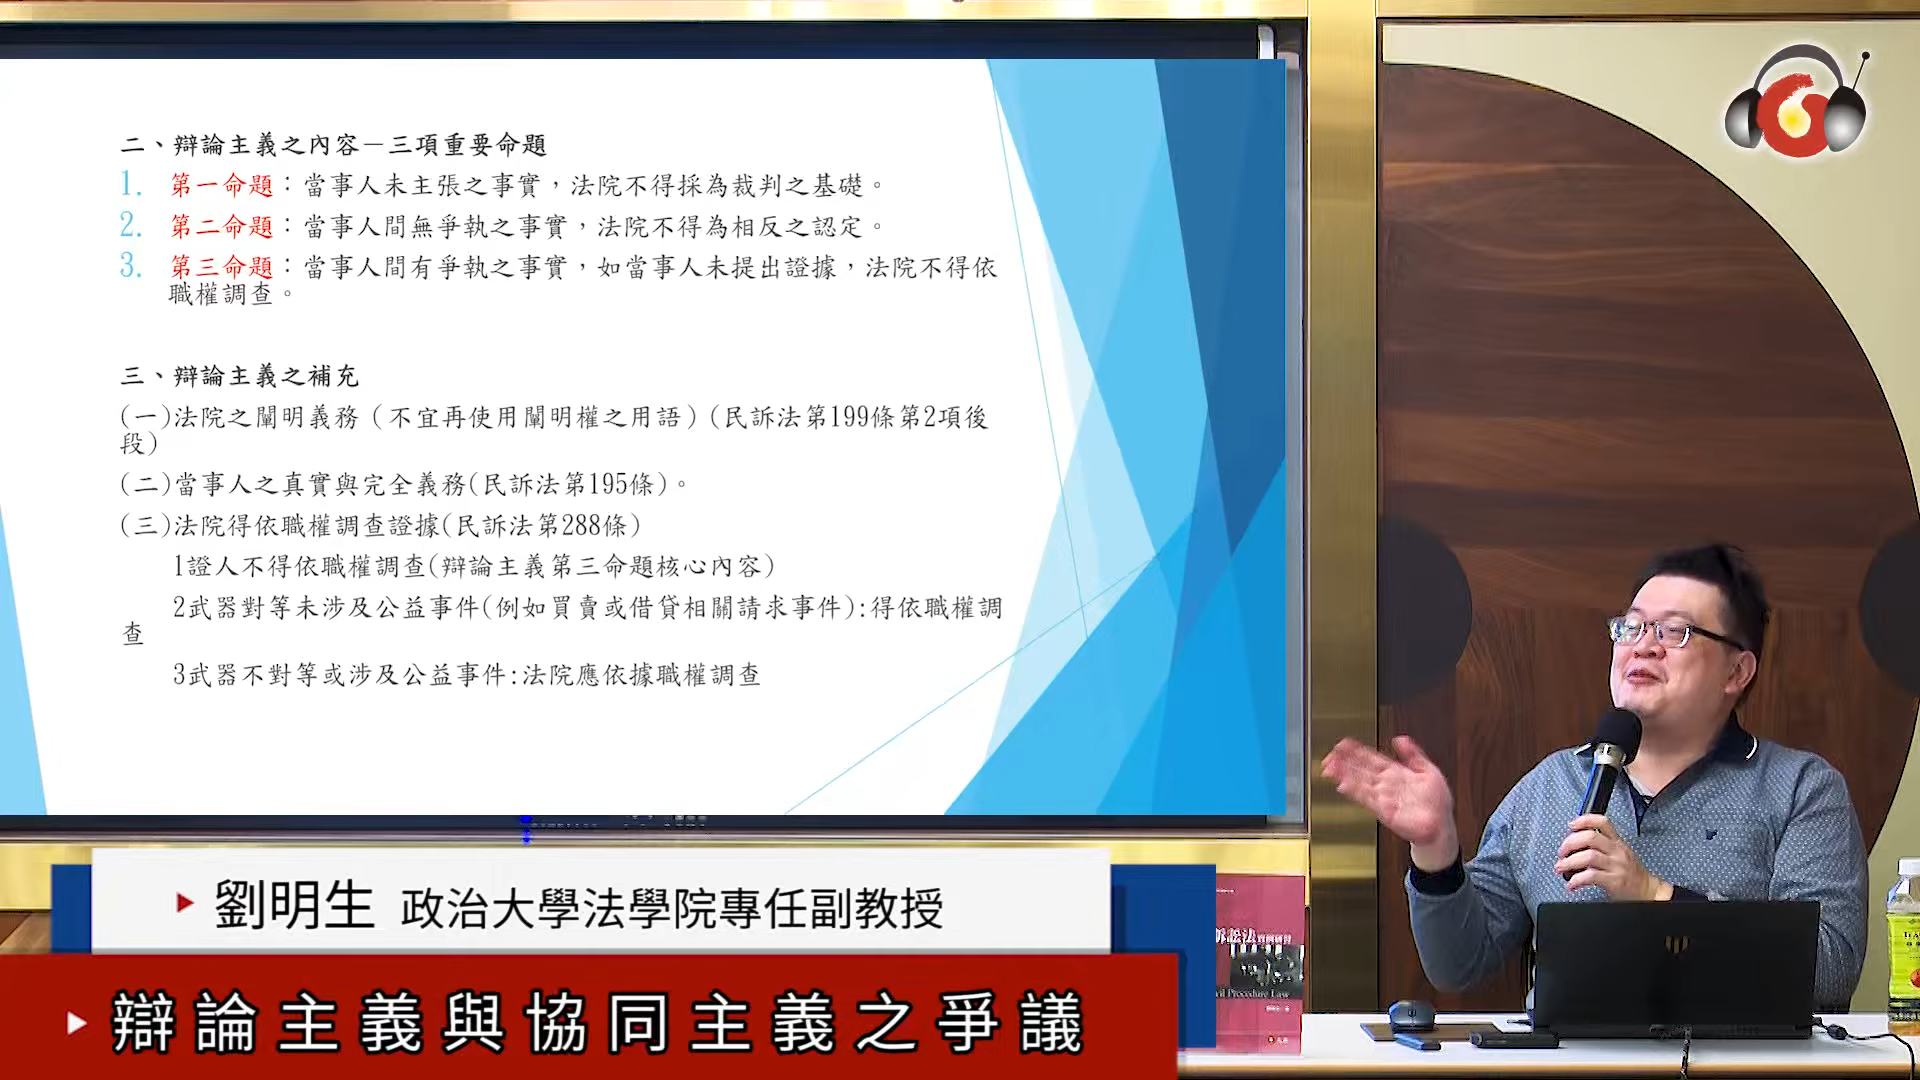 二、辯論主義之內容－三項重要命題
1. 第一命題：當事人未主張之事實，法院不得採為裁判之基礎。
2. 第二命題：當事人間無爭執之事實，法院不得為相反之認定。
3. 第三命題：當事人間有爭執之事實，如當事人未提出證據，法院不得依
職權調查。
三、辯論主義之補充
(一)法院之闡明義務（不宜再使用闡明權之用語）(民訴法第199條第2項後
段)
(二)當事人之真實與完全義務(民訴法第195條)。
(三)法院得依職權調查證據(民訴法第288條)
1證人不得依職權調查(辯論主義第三命題核心內容)
2武器對等未涉及公益事件(例如買賣或借貸相關請求事件):得依職權調
查
3武器不對等或涉及公益事件:法院應依據職權調查
劉明生 政治大學法學院專任副教授
辯論主義與協同主義之爭議
訴訟法
Procedure Law